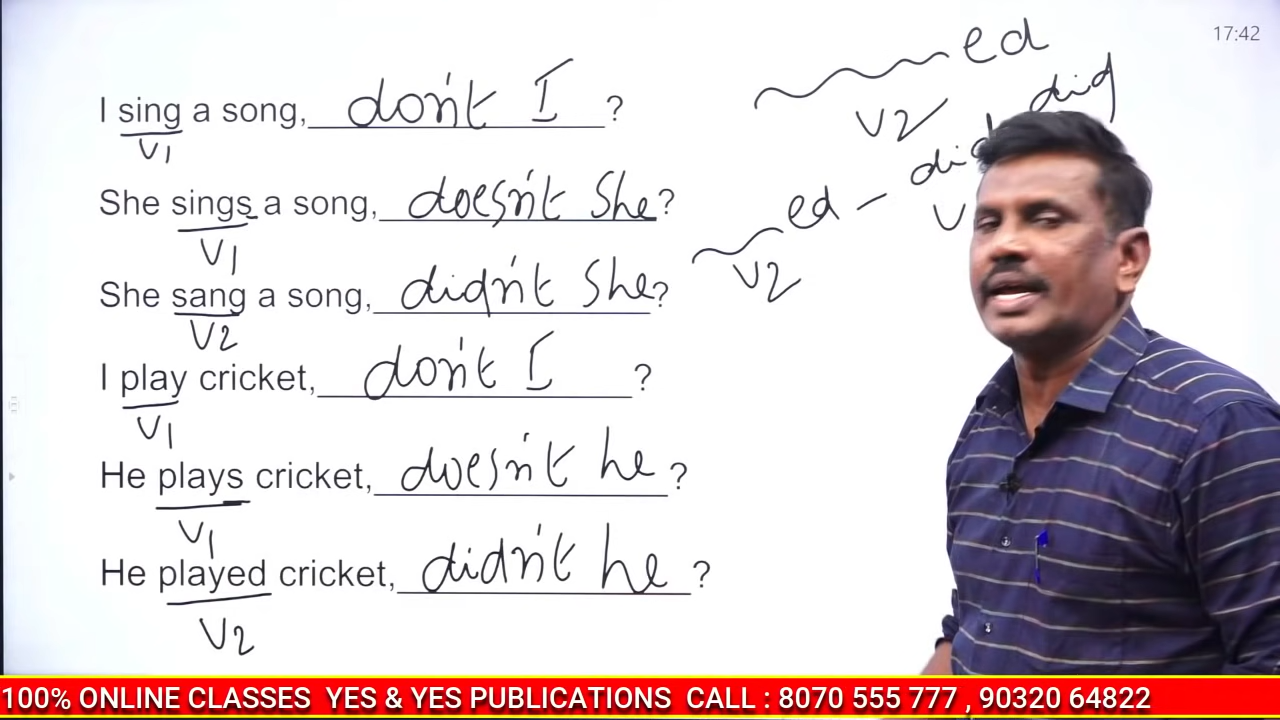 17:42
I sing a song, don't I ?
V1
She sings a song, doesn't She?
V1
She sang a song, didn't She?
V2
I play cricket, don't I ?
V1
He plays cricket, doesn't he ?
V1
He played cricket, didn't he ?
V2
ed
V2 did
ed - did
V2
100% ONLINE CLASSES YES & YES PUBLICATIONS CALL : 8070 555 777 , 90320 64822